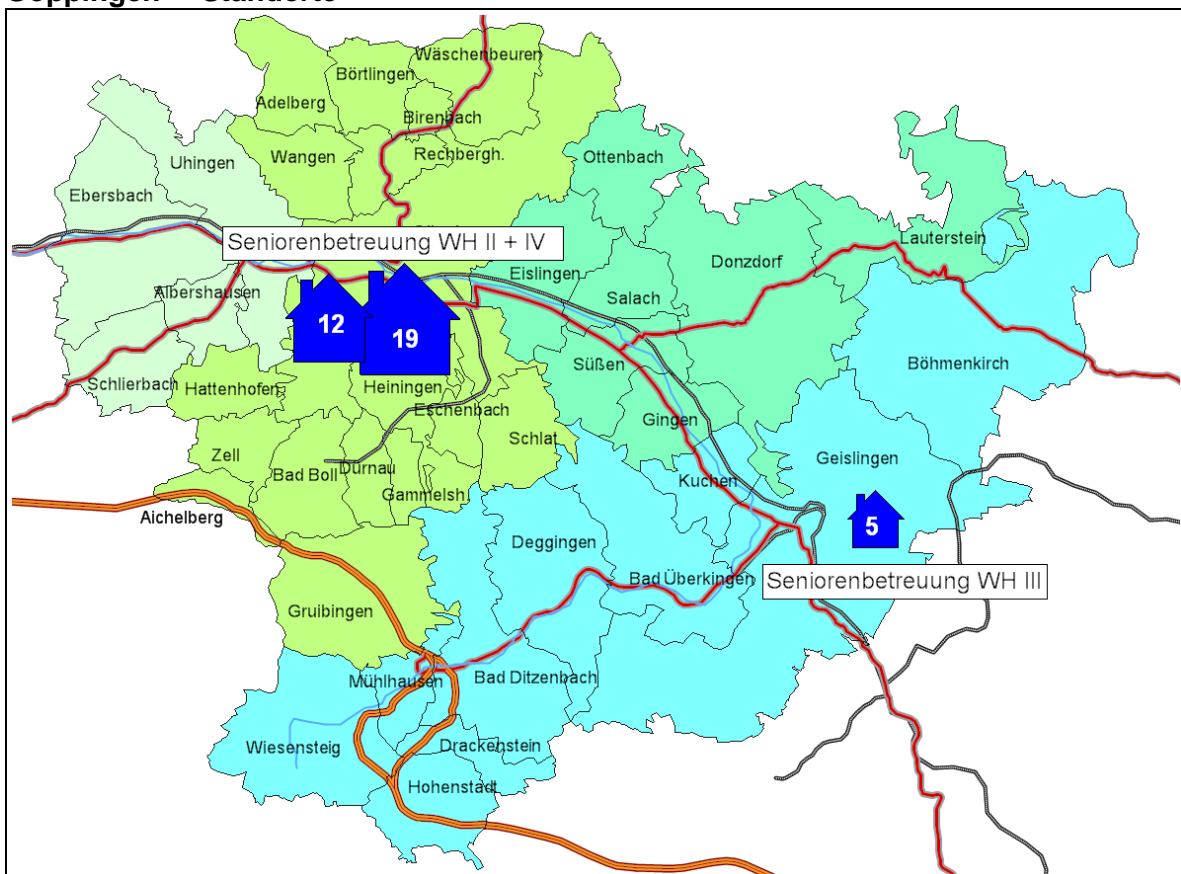 Wäschenbeuren
Börtlingen
Adelberg
Birenbach
Rechbergh.
Wangen
Ottenbach
Uhingen
Ebersbach
Seniorenbetreuung WH II + IV
Lauterstein
Donzdorf
Eislingen
Albershausen
Salach
12
19
Süßen
Böhmenkirch
Schlierbach
Hattenhofen
Heiningen
Eschenbach
Gingen
Schlat
Zell
Geislingen
Dürnau
Bad Boll
Kuchen
Gammelsh.
Aichelberg
5
Deggingen
Bad Überkingen
Seniorenbetreuung WH III
Gruibingen
Mühlhausen
Bad Ditzenbach
Wiesensteig
Drackenstein
Hohenstadt